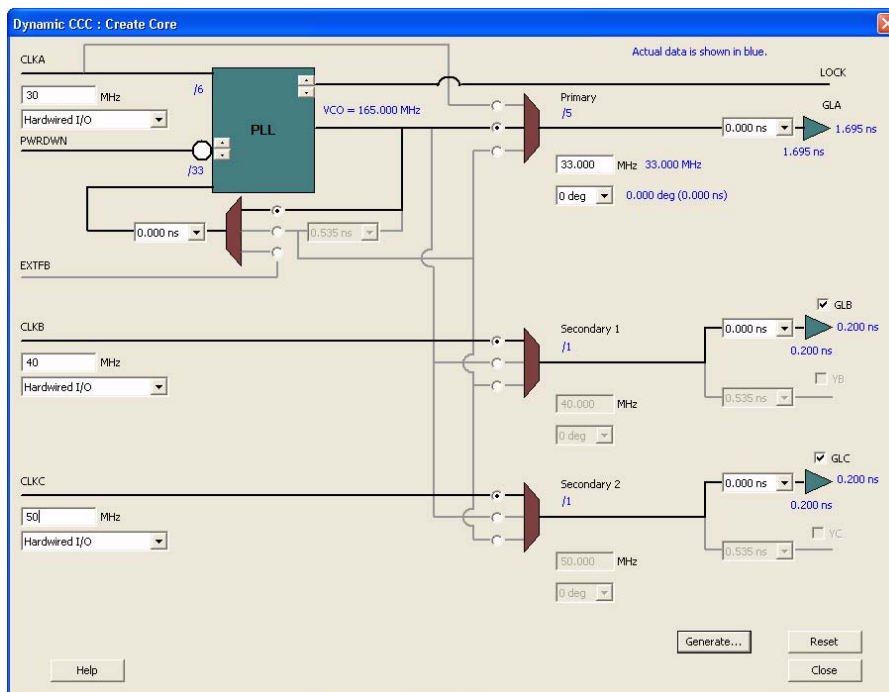 Dynamic CCC : Create Core
Actual data is shown in blue.
CLKA
LOCK
30 MHz
/6
Hardwired I/O
VCO = 165.000 MHz
Primary
/5
GLA
PLL
0.000 ns
1.695 ns
1.695 ns
PWRDWN
/33
33.000 MHz 33.000 MHz
0 deg
0.000 deg (0.000 ns)
0.000 ns
0.535 ns
EXTFB
GLB
CLKB
Secondary 1
/1
0.000 ns
0.200 ns
0.200 ns
40 MHz
Hardwired I/O
YB
0.535 ns
40.000 MHz
0 deg
GLC
CLKC
Secondary 2
/1
0.000 ns
0.200 ns
0.200 ns
50 MHz
Hardwired I/O
YC
0.535 ns
50.000 MHz
0 deg
Generate...
Reset
Help
Close